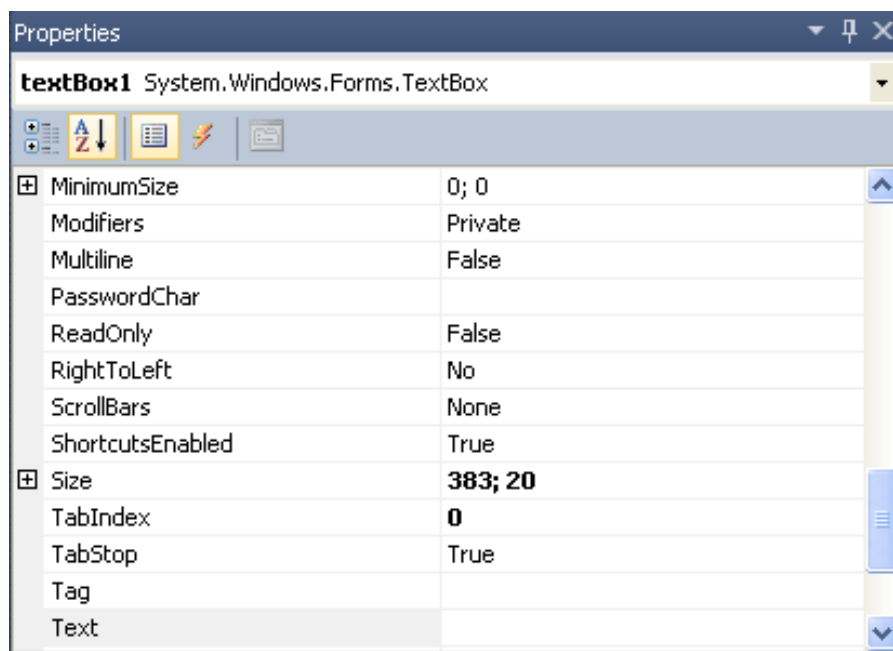 Properties
textBox1 System.Windows.Forms.TextBox
A
Z
MinimumSize 0; 0
Modifiers Private
Multiline False
PasswordChar
ReadOnly False
RightToLeft No
ScrollBars None
ShortcutsEnabled True
Size 383; 20
TabIndex 0
TabStop True
Tag
Text